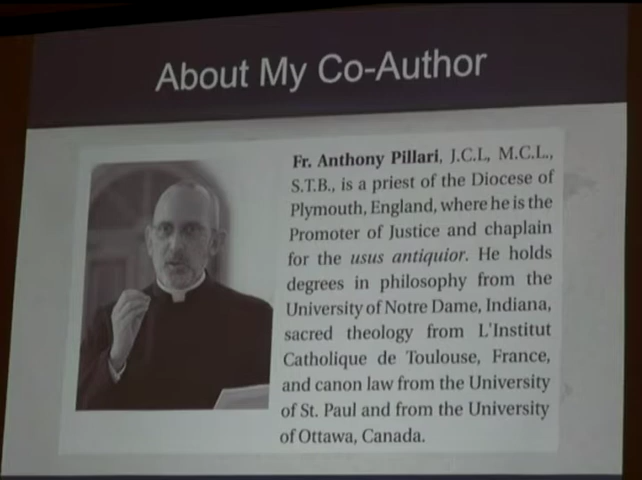 About My Co-Author
Fr. Anthony Pillari, J.C.L, M.C.L.,
S.T.B., is a priest of the Diocese of
Plymouth, England, where he is the
Promoter of Justice and chaplain
for the usus antiquior. He holds
degrees in philosophy from the
University of Notre Dame, Indiana,
sacred theology from L'Institut
Catholique de Toulouse, France,
and canon law from the University
of St. Paul and from the University
of Ottawa, Canada.